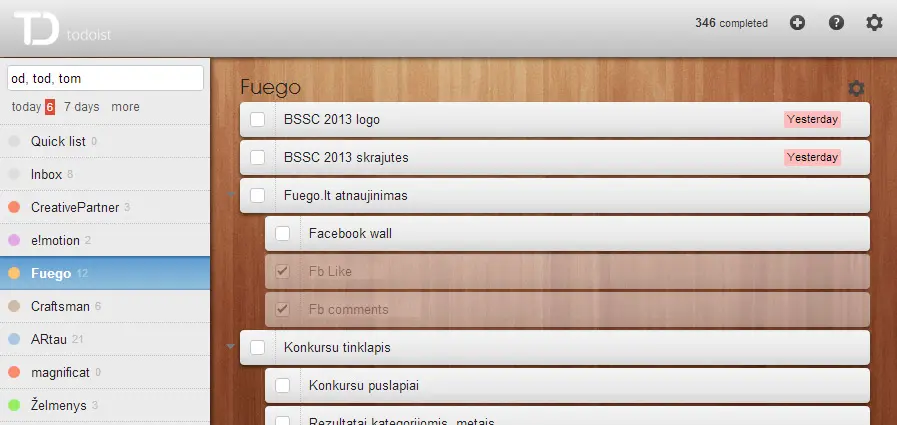 TD todoist
346 completed
od, tod, tom
today 6 7 days more
Quick list 0
Inbox 6
CreativePartner 3
e!motion 2
Fuego 12
Craftsman 6
ARtau 21
magnificat 0
Želmenys 3
Fuego
BSSC 2013 logo Yesterday
BSSC 2013 skrajutes Yesterday
Fuego.lt atnaujinimas
Facebook wall
Fb Like
Fb comments
Konkursu tinklapis
Konkursu puslapiai
Rezultatai kategorijomis, metais